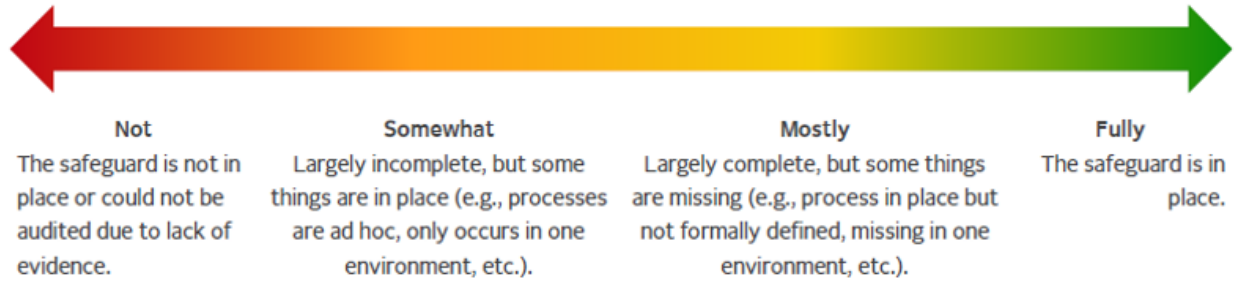 Not
The safeguard is not in
place or could not be
audited due to lack of
evidence.
Somewhat
Largely incomplete, but some
things are in place (e.g., processes
are ad hoc, only occurs in one
environment, etc.).
Mostly
Largely complete, but some things
are missing (e.g., process in place but
not formally defined, missing in one
environment, etc.).
Fully
The safeguard is in
place.